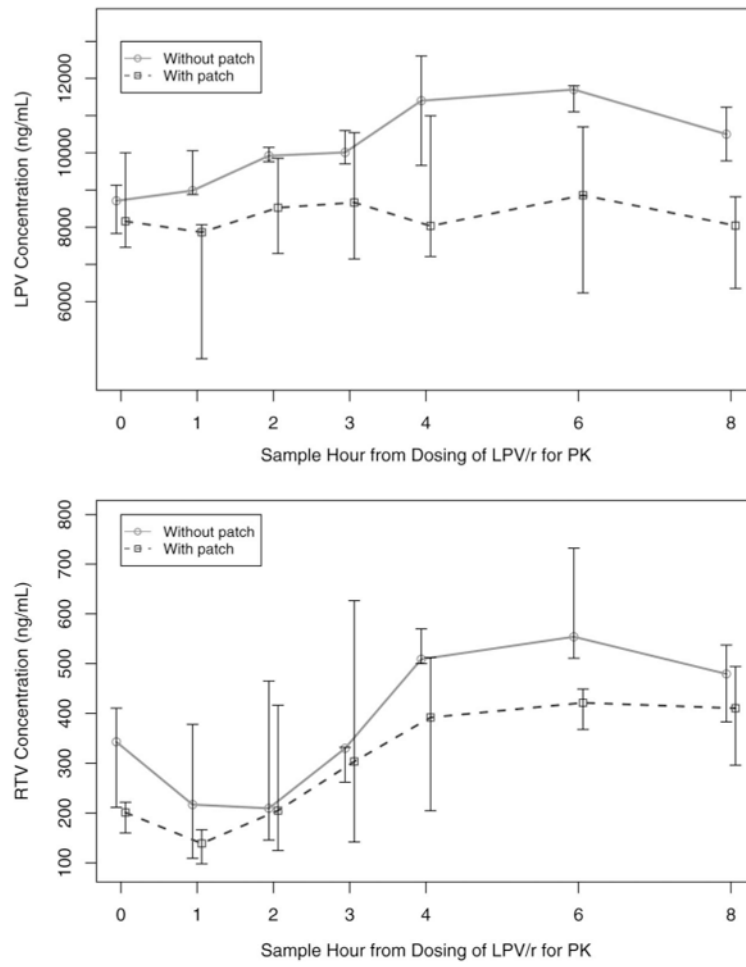 LPV Concentration (ng/mL)
12000
10000
8000
6000
Without patch
With patch
0 1 2 3 4 6 8
Sample Hour from Dosing of LPV/r for PK
RTV Concentration (ng/mL)
800
700
600
500
400
300
200
100
Without patch
With patch
0 1 2 3 4 6 8
Sample Hour from Dosing of LPV/r for PK